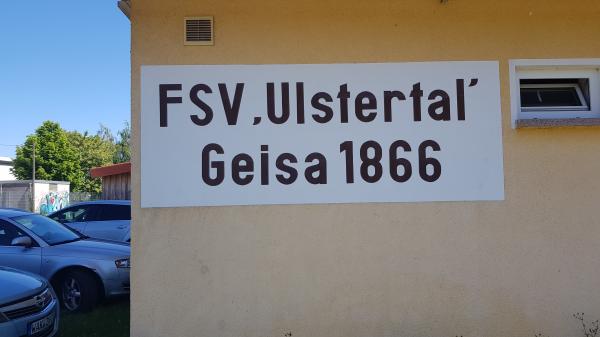 FSV ‚Ulstertal’
Geisa 1866